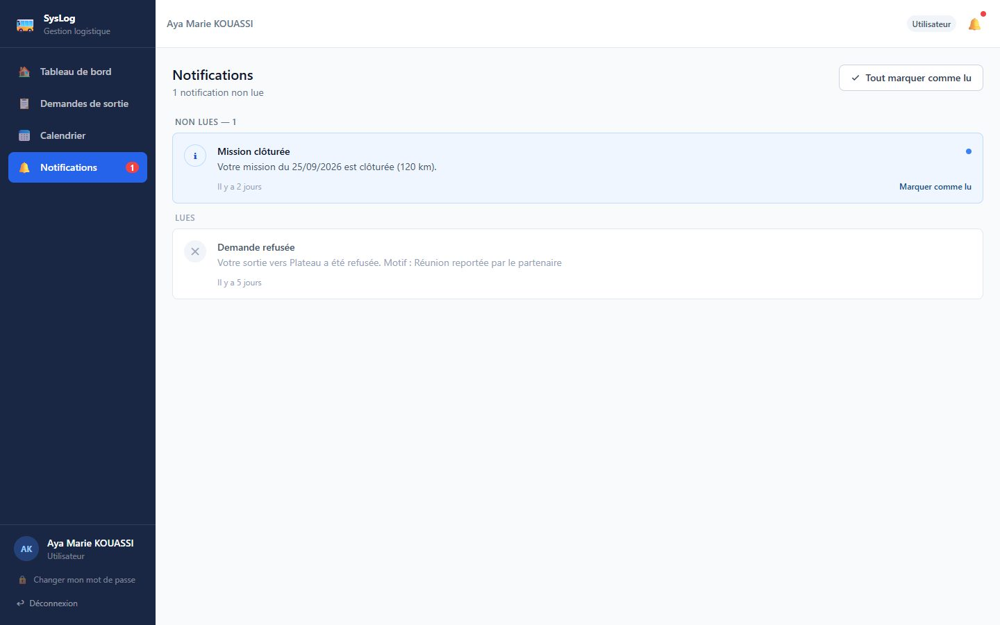 SysLog
Gestion logistique
Tableau de bord
Demandes de sortie
Calendrier
Notifications 1
AK
Aya Marie KOUASSI
Utilisateur
Changer mon mot de passe
Déconnexion
Aya Marie KOUASSI
Utilisateur
Notifications
1 notification non lue
✓ Tout marquer comme lu
NON LUES — 1
Mission clôturée
Votre mission du 25/09/2026 est clôturée (120 km).
Il y a 2 jours
Marquer comme lu
LUES
Demande refusée
Votre sortie vers Plateau a été refusée. Motif : Réunion reportée par le partenaire
Il y a 5 jours